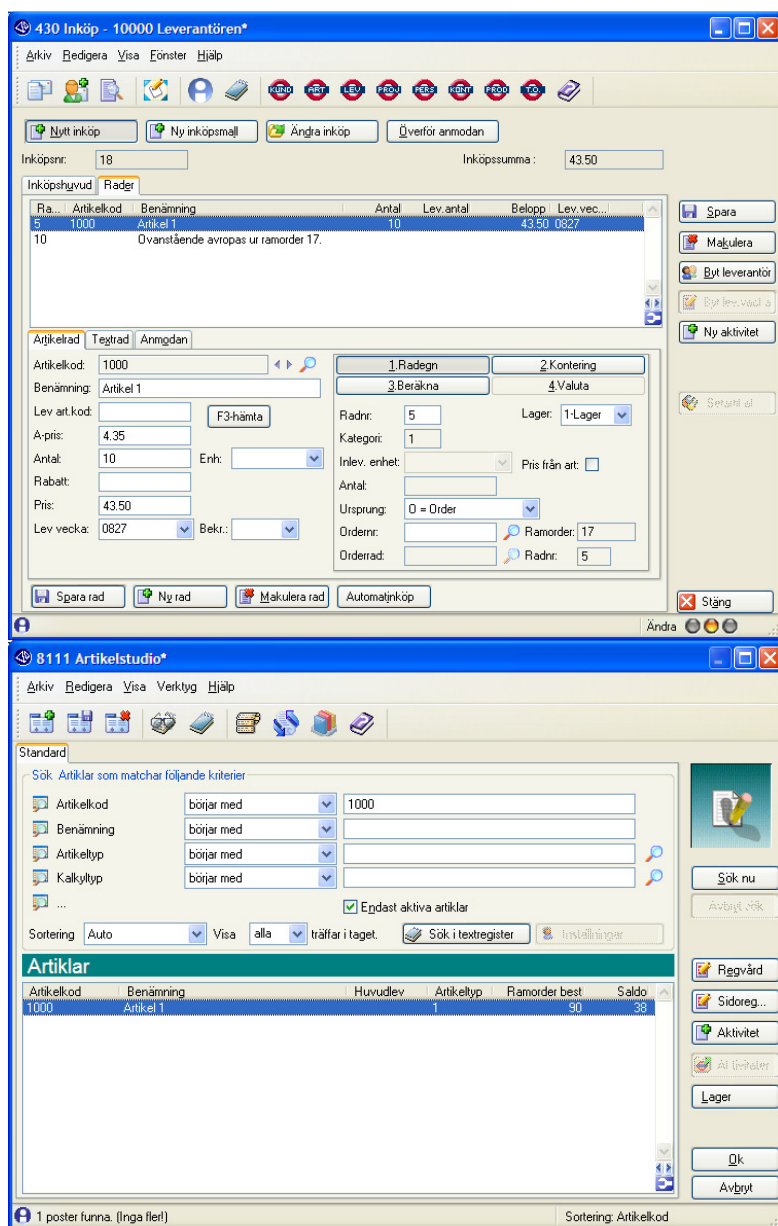 430 Inköp - 10000 Leverantören*
Arkiv Redigera Visa Fönster Hjälp
KUND ART LEV PROJ PERS KONT PROD T.O.
Nytt inköp Ny inköpsmall Ändra inköp Överför anmodan
Inköpsnr: 18 Inköpssumma : 43.50
Inköpshuvud Rader
Ra... Artikelkod Benämning Antal Lev.antal Belopp Lev.vec...
5 1000 Artikel 1 10 43.50 0827
10 Ovanstående avropas ur ramorder 17.
Spara
Makulera
Byt leverantör
Ny aktivitet
Artikelrad Textrad Anmodan
Artikelkod: 1000 1.Radegn 2.Kontering
Benämning: Artikel 1 3.Beräkna 4.Valuta
Lev art.kod: F3-hämta Radnr: 5 Lager: 1-Lager
A-pris: 4.35 Kategori: 1
Antal: 10 Enh: Inlev. enhet: Pris från art:
Rabatt: Antal:
Pris: 43.50 Ursprung: O = Order
Lev vecka: 0827 Bekr.: Ordernr: Ramorder: 17
Orderrad: Radnr: 5
Spara rad Ny rad Makulera rad Automatinköp
Stäng
Ändra
8111 Artikelstudio*
Arkiv Redigera Visa Verktyg Hjälp
Standard
Sök Artiklar som matchar följande kriterier
Artikelkod börjar med 1000
Benämning börjar med
Artikeltyp börjar med
Kalkyltyp börjar med
... Endast aktiva artiklar
Sortering Auto Visa alla träffar i taget. Sök i textregister Inställningar
Sök nu
Avbryt sök
Artiklar
Artikelkod Benämning Huvudlev Artikeltyp Ramorder best Saldo
1000 Artikel 1 1 90 38
Regvård
Sidoreg...
Aktivitet
Lager
Ok
Avbryt
1 poster funna. (Inga fler!) Sortering: Artikelkod